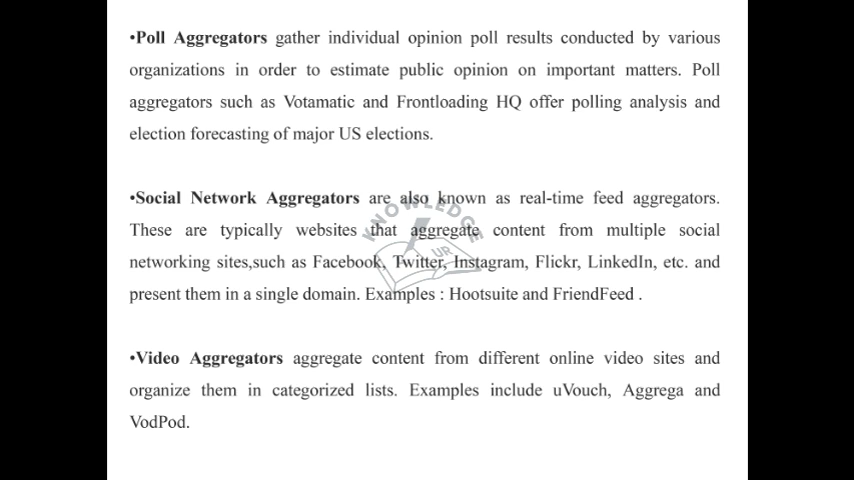 •Poll Aggregators gather individual opinion poll results conducted by various
organizations in order to estimate public opinion on important matters. Poll
aggregators such as Votamatic and Frontloading HQ offer polling analysis and
election forecasting of major US elections.
•Social Network Aggregators are also known as real-time feed aggregators.
These are typically websites that aggregate content from multiple social
networking sites,such as Facebook, Twitter, Instagram, Flickr, LinkedIn, etc. and
present them in a single domain. Examples : Hootsuite and FriendFeed .
KNOWLEDGE
UR
•Video Aggregators aggregate content from different online video sites and
organize them in categorized lists. Examples include uVouch, Aggrega and
VodPod.